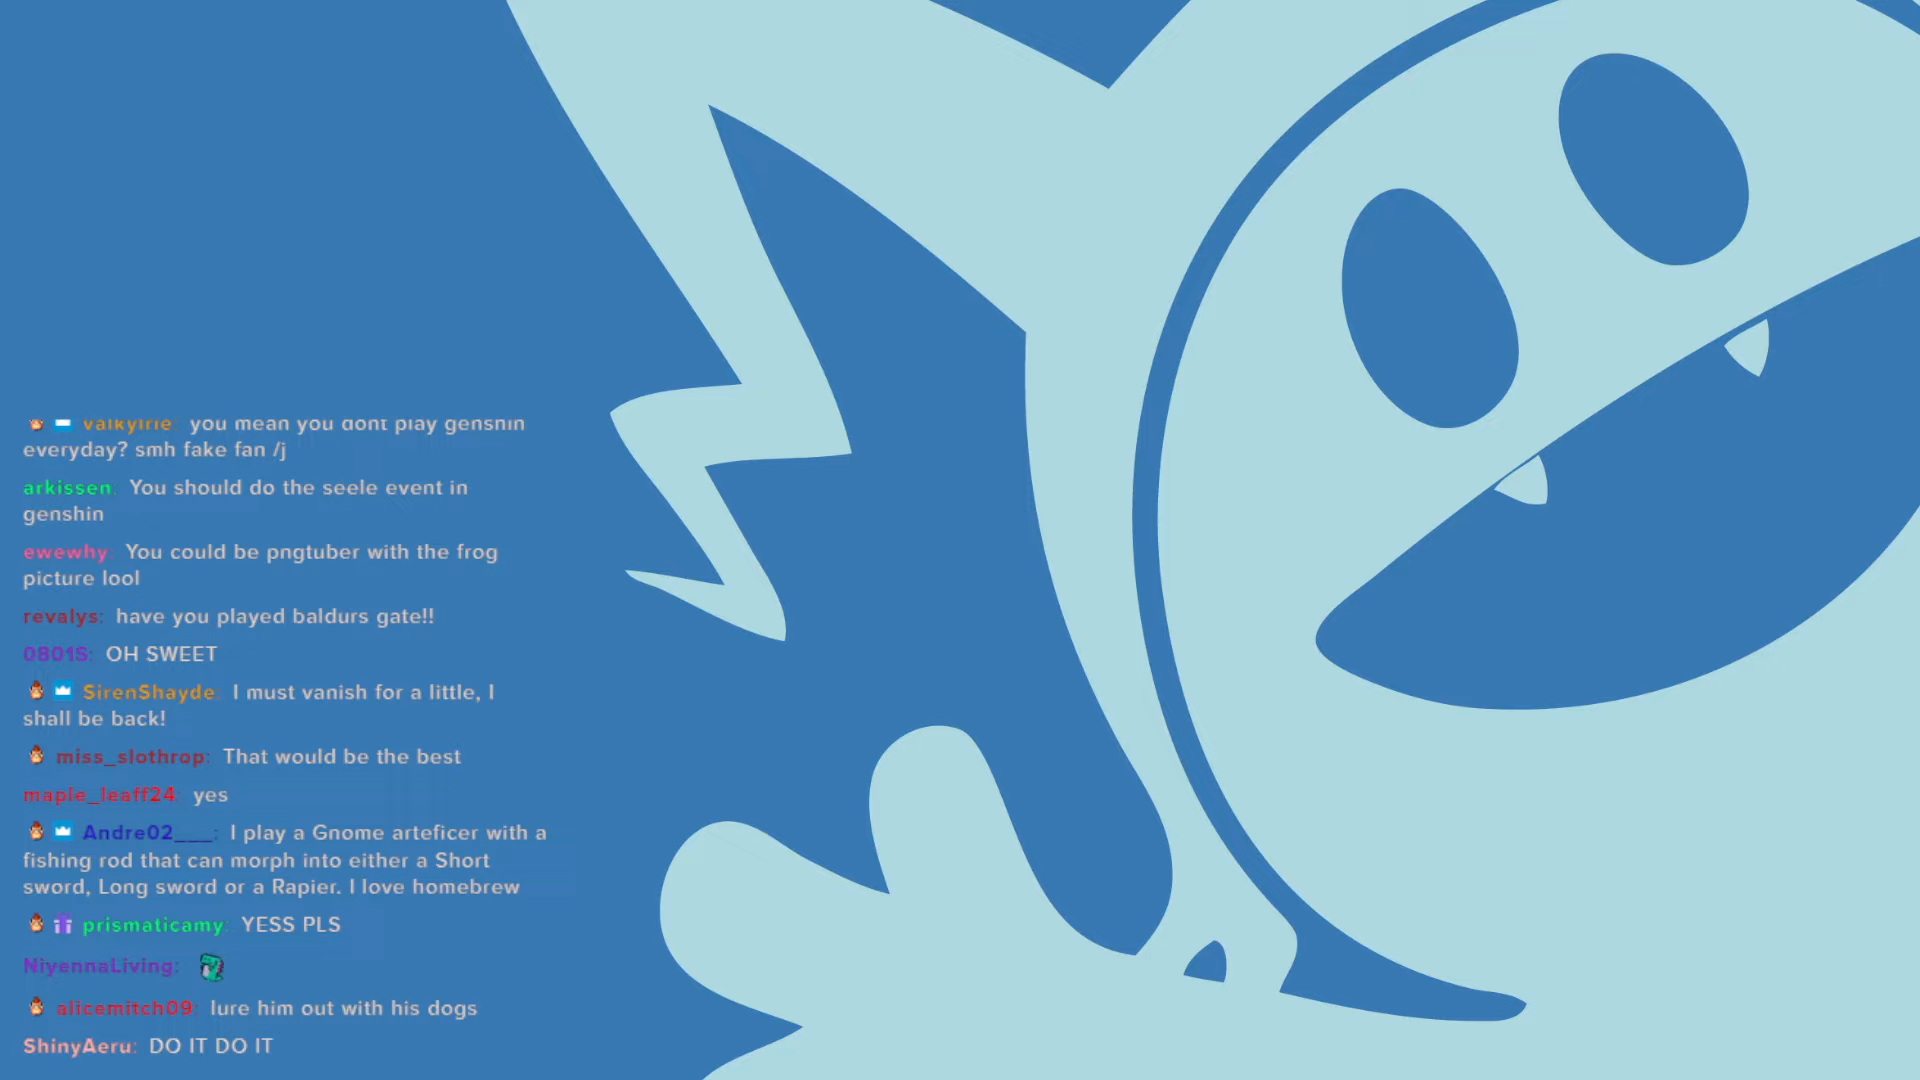 valkyirie: you mean you dont play genshin
everyday? smh fake fan /j
arkissen: You should do the seele event in
genshin
ewewhy: You could be pngtuber with the frog
picture lool
revalys: have you played baldurs gate!!
0801S: OH SWEET
SirenShayde: I must vanish for a little, I
shall be back!
miss_slothrop: That would be the best
maple_leaff24: yes
Andre02___: I play a Gnome arteficer with a
fishing rod that can morph into either a Short
sword, Long sword or a Rapier. I love homebrew
prismaticamy: YESS PLS
NiyennaLiving:
alicemitch09: lure him out with his dogs
ShinyAeru: DO IT DO IT